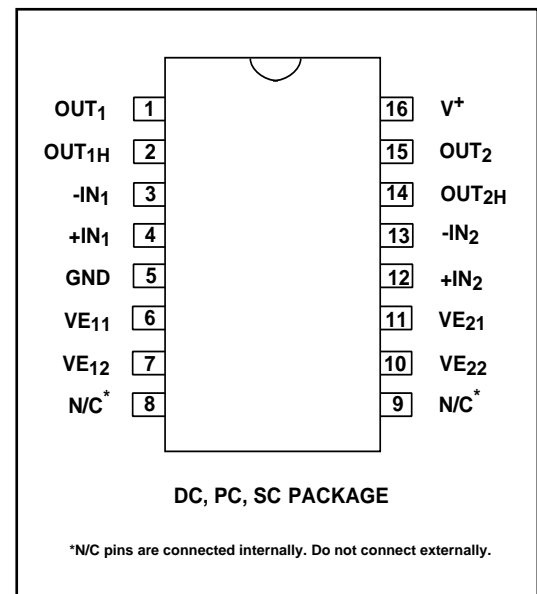 OUT1 1 16 V+
OUT1H 2 15 OUT2
-IN1 3 14 OUT2H
+IN1 4 13 -IN2
GND 5 12 +IN2
VE11 6 11 VE21
VE12 7 10 VE22
N/C* 8 9 N/C*
DC, PC, SC PACKAGE
*N/C pins are connected internally. Do not connect externally.